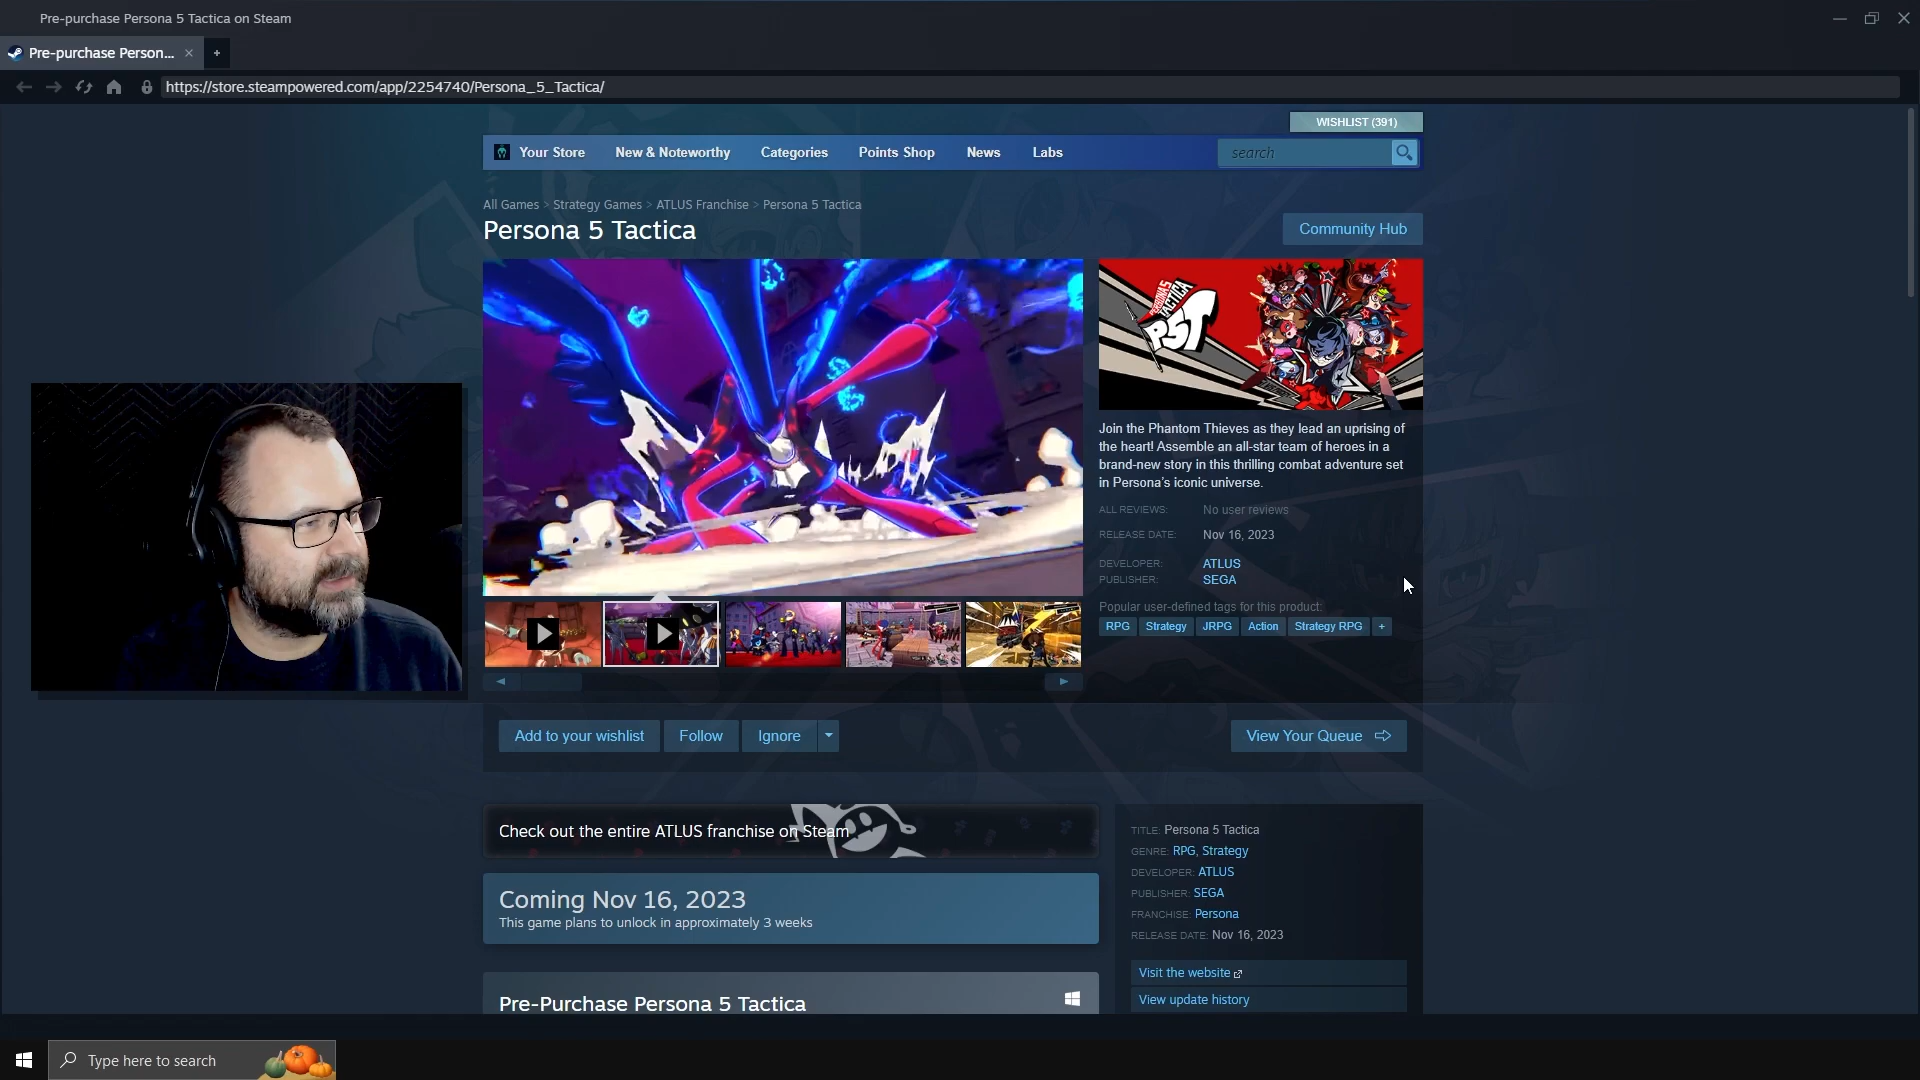 Pre-purchase Persona 5 Tactica on Steam
Pre-purchase Person...
https://store.steampowered.com/app/2254740/Persona_5_Tactica/
WISHLIST (391)
Your Store New & Noteworthy Categories Points Shop News Labs search
All Games > Strategy Games > ATLUS Franchise > Persona 5 Tactica
Persona 5 Tactica
Community Hub
PERSONA5
TACTICA
P5T
Join the Phantom Thieves as they lead an uprising of
the heart! Assemble an all-star team of heroes in a
brand-new story in this thrilling combat adventure set
in Persona's iconic universe.
ALL REVIEWS: No user reviews
RELEASE DATE: Nov 16, 2023
DEVELOPER: ATLUS
PUBLISHER: SEGA
Popular user-defined tags for this product:
RPG Strategy JRPG Action Strategy RPG +
Add to your wishlist Follow Ignore View Your Queue
Check out the entire ATLUS franchise on Steam
Coming Nov 16, 2023
This game plans to unlock in approximately 3 weeks
Pre-Purchase Persona 5 Tactica
TITLE: Persona 5 Tactica
GENRE: RPG, Strategy
DEVELOPER: ATLUS
PUBLISHER: SEGA
FRANCHISE: Persona
RELEASE DATE: Nov 16, 2023
Visit the website
View update history
Type here to search